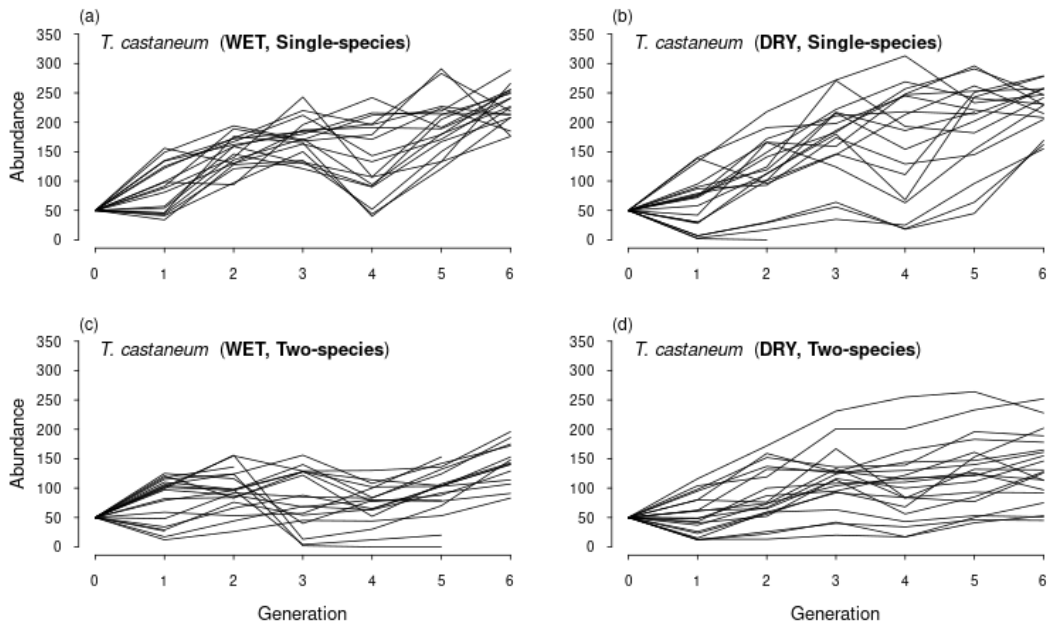 (a)
T. castaneum (WET, Single-species)
350
300
250
200
150
100
50
0
Abundance
0 1 2 3 4 5 6
(b)
T. castaneum (DRY, Single-species)
350
300
250
200
150
100
50
0
0 1 2 3 4 5 6
(c)
T. castaneum (WET, Two-species)
350
300
250
200
150
100
50
0
Abundance
0 1 2 3 4 5 6
Generation
(d)
T. castaneum (DRY, Two-species)
350
300
250
200
150
100
50
0
0 1 2 3 4 5 6
Generation